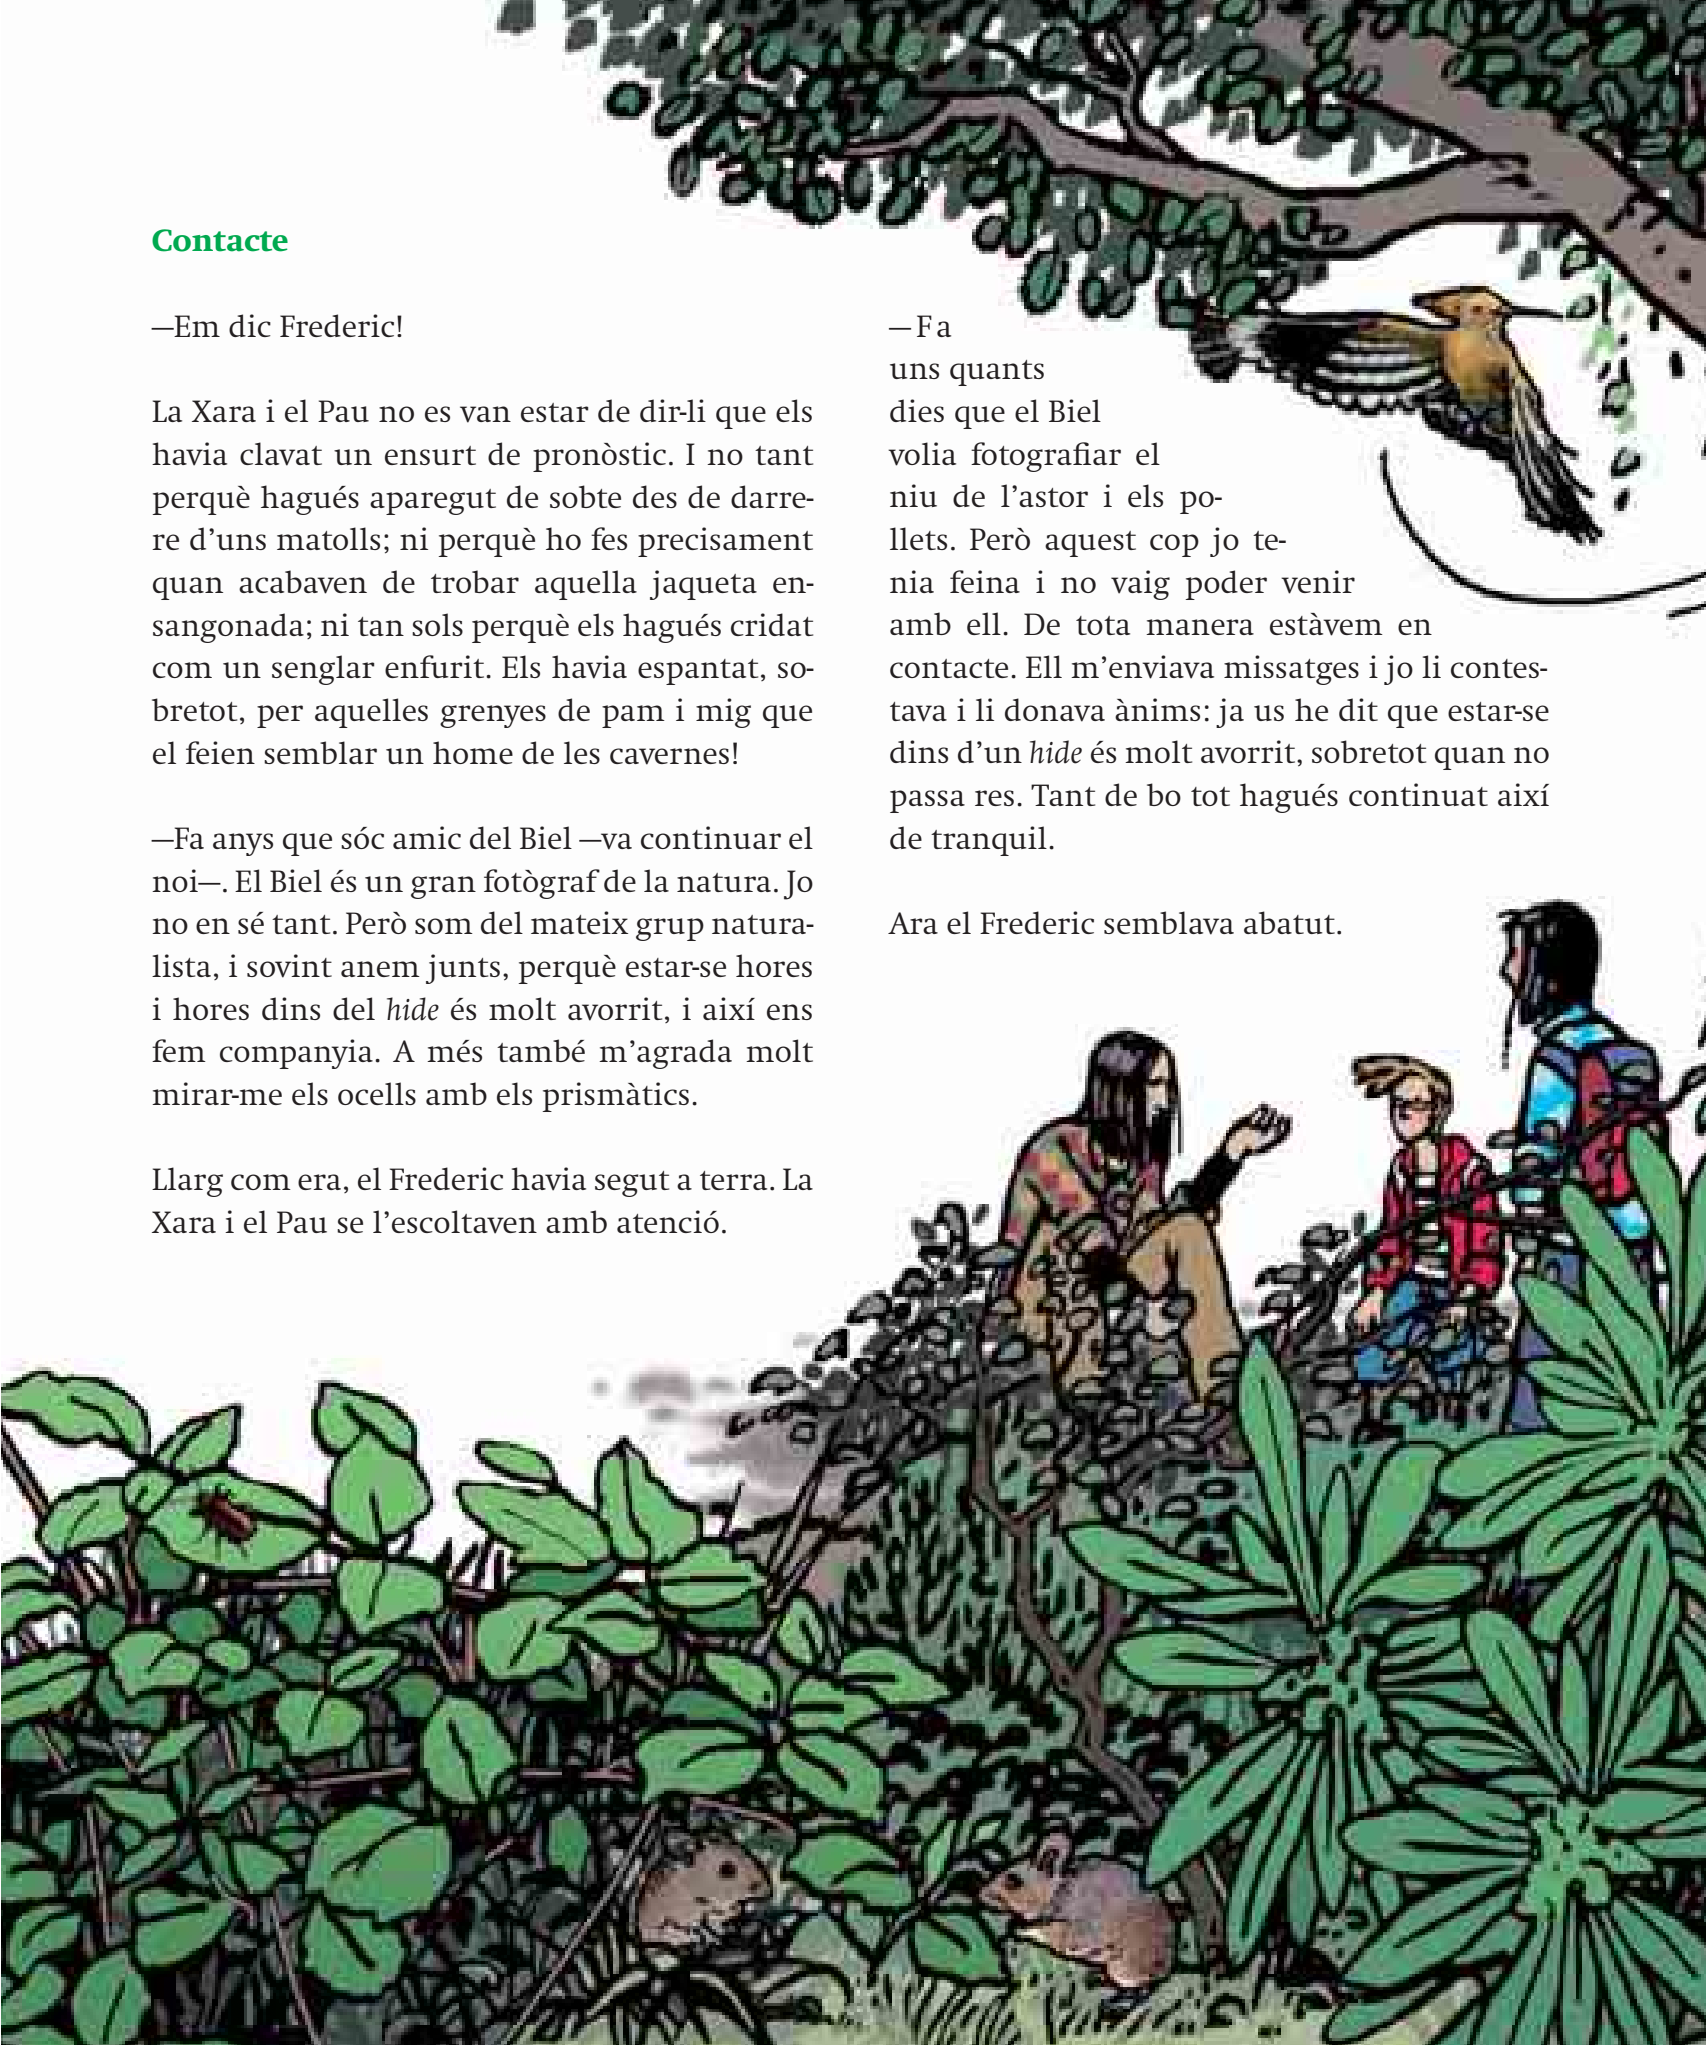 Contacte
—Em dic Frederic!
La Xara i el Pau no es van estar de dir-li que els
havia clavat un ensurt de pronòstic. I no tant
perquè hagués aparegut de sobte des de darre-
re d’uns matolls; ni perquè ho fes precisament
quan acabaven de trobar aquella jaqueta en-
sangonada; ni tan sols perquè els hagués cridat
com un senglar enfurit. Els havia espantat, so-
bretot, per aquelles grenyes de pam i mig que
el feien semblar un home de les cavernes!
—Fa anys que sóc amic del Biel —va continuar el
noi—. El Biel és un gran fotògraf de la natura. Jo
no en sé tant. Però som del mateix grup natura-
lista, i sovint anem junts, perquè estar-se hores
i hores dins del hide és molt avorrit, i així ens
fem companyia. A més també m’agrada molt
mirar-me els ocells amb els prismàtics.
Llarg com era, el Frederic havia segut a terra. La
Xara i el Pau se l’escoltaven amb atenció.
—Fa
uns quants
dies que el Biel
volia fotografiar el
niu de l’astor i els po-
llets. Però aquest cop jo te-
nia feina i no vaig poder venir
amb ell. De tota manera estàvem en
contacte. Ell m’enviava missatges i jo li contes-
tava i li donava ànims: ja us he dit que estar-se
dins d’un hide és molt avorrit, sobretot quan no
passa res. Tant de bo tot hagués continuat així
de tranquil.
Ara el Frederic semblava abatut.